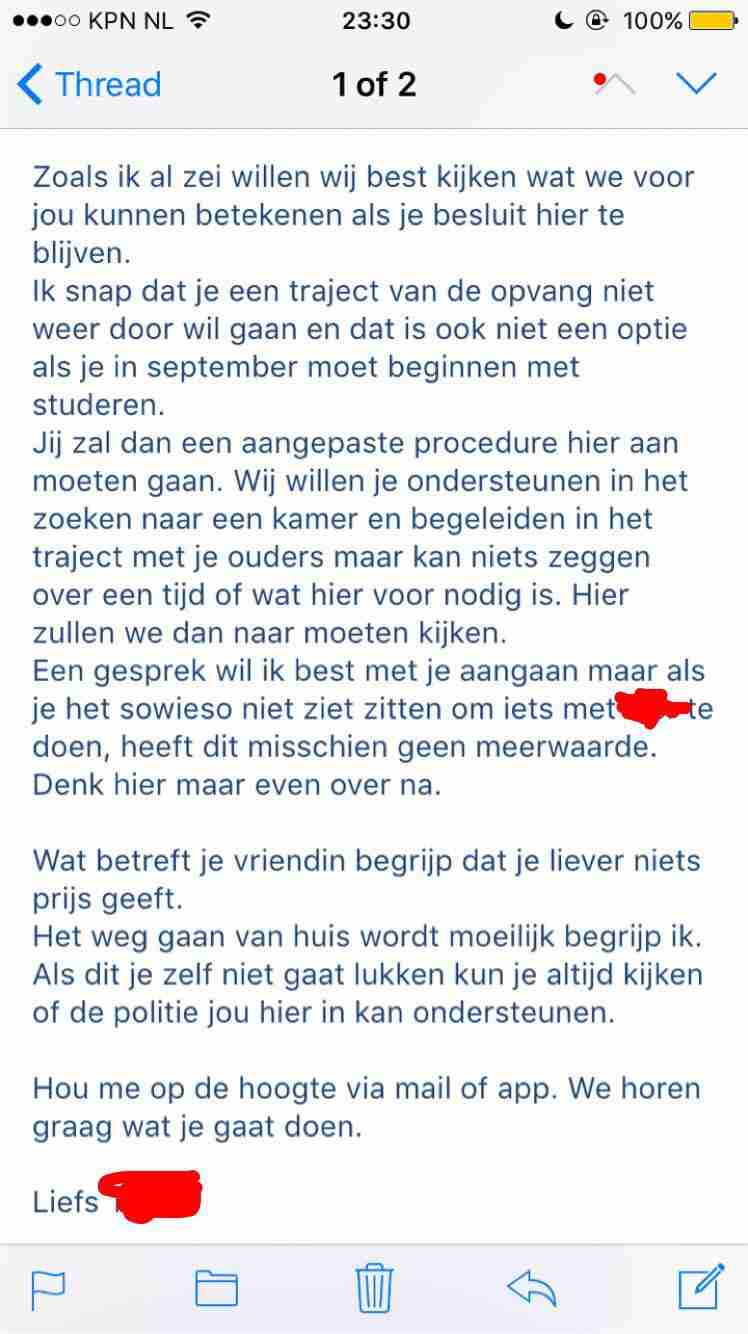 KPN NL 23:30 100%
Thread 1 of 2
Zoals ik al zei willen wij best kijken wat we voor
jou kunnen betekenen als je besluit hier te
blijven.
Ik snap dat je een traject van de opvang niet
weer door wil gaan en dat is ook niet een optie
als je in september moet beginnen met
studeren.
Jij zal dan een aangepaste procedure hier aan
moeten gaan. Wij willen je ondersteunen in het
zoeken naar een kamer en begeleiden in het
traject met je ouders maar kan niets zeggen
over een tijd of wat hier voor nodig is. Hier
zullen we dan naar moeten kijken.
Een gesprek wil ik best met je aangaan maar als
je het sowieso niet ziet zitten om iets met te
doen, heeft dit misschien geen meerwaarde.
Denk hier maar even over na.
Wat betreft je vriendin begrijp dat je liever niets
prijs geeft.
Het weg gaan van huis wordt moeilijk begrijp ik.
Als dit je zelf niet gaat lukken kun je altijd kijken
of de politie jou hier in kan ondersteunen.
Hou me op de hoogte via mail of app. We horen
graag wat je gaat doen.
Liefs